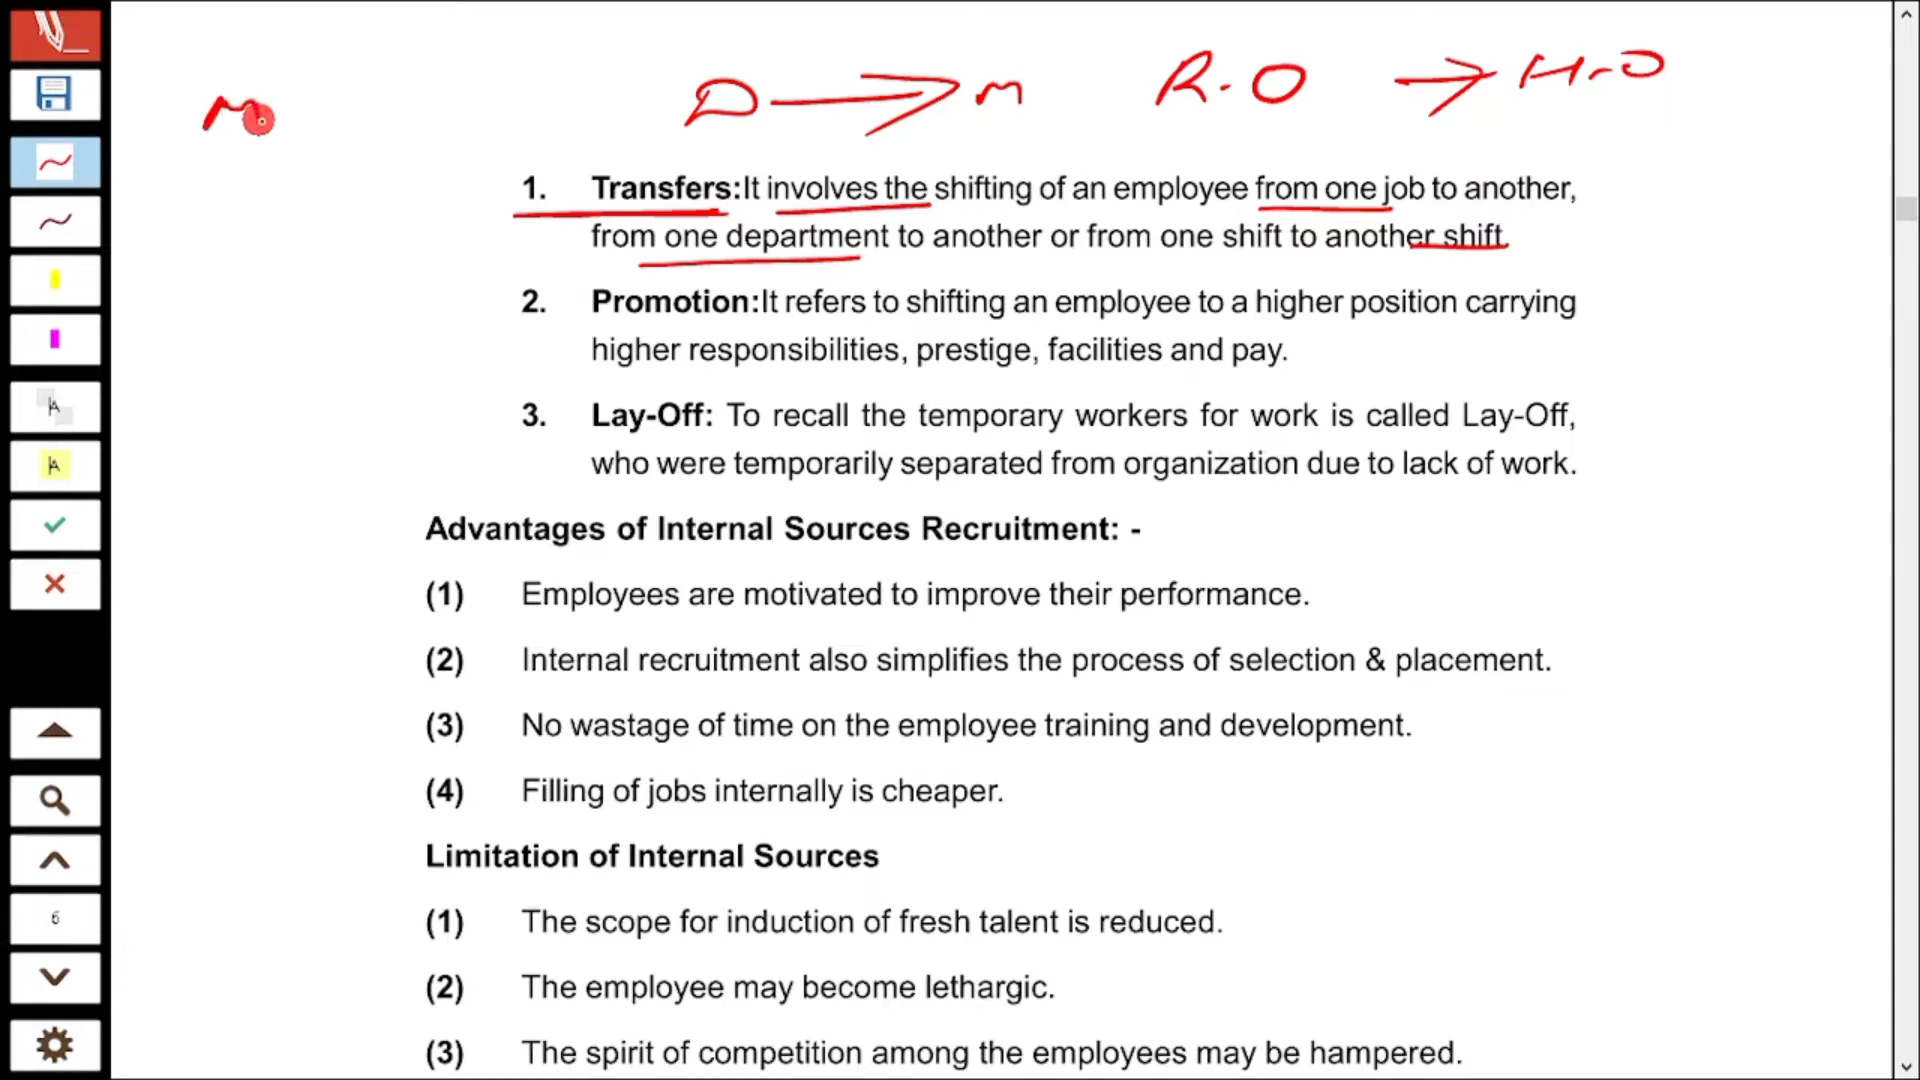 D → m R.O → H-O
M
1. Transfers:It involves the shifting of an employee from one job to another,
from one department to another or from one shift to another shift.
2. Promotion:It refers to shifting an employee to a higher position carrying
higher responsibilities, prestige, facilities and pay.
3. Lay-Off: To recall the temporary workers for work is called Lay-Off,
who were temporarily separated from organization due to lack of work.
Advantages of Internal Sources Recruitment: -
(1) Employees are motivated to improve their performance.
(2) Internal recruitment also simplifies the process of selection & placement.
(3) No wastage of time on the employee training and development.
(4) Filling of jobs internally is cheaper.
Limitation of Internal Sources
(1) The scope for induction of fresh talent is reduced.
(2) The employee may become lethargic.
(3) The spirit of competition among the employees may be hampered.
6